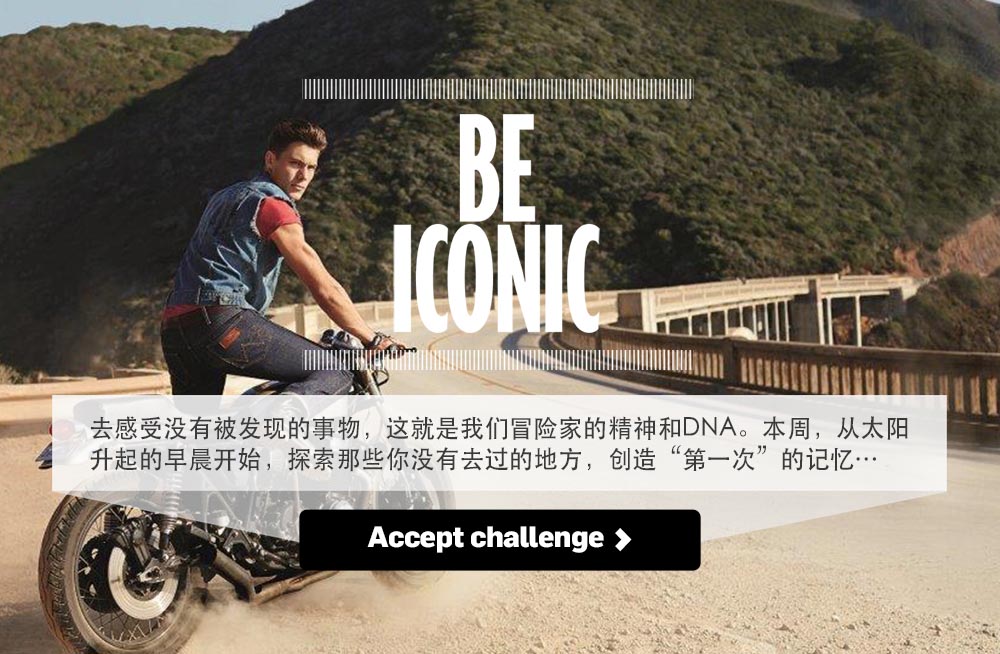 BE
ICONIC
去感受没有被发现的事物，这就是我们冒险家的精神和DNA。本周，从太阳
升起的早晨开始，探索那些你没有去过的地方，创造“第一次”的记忆…
Accept challenge